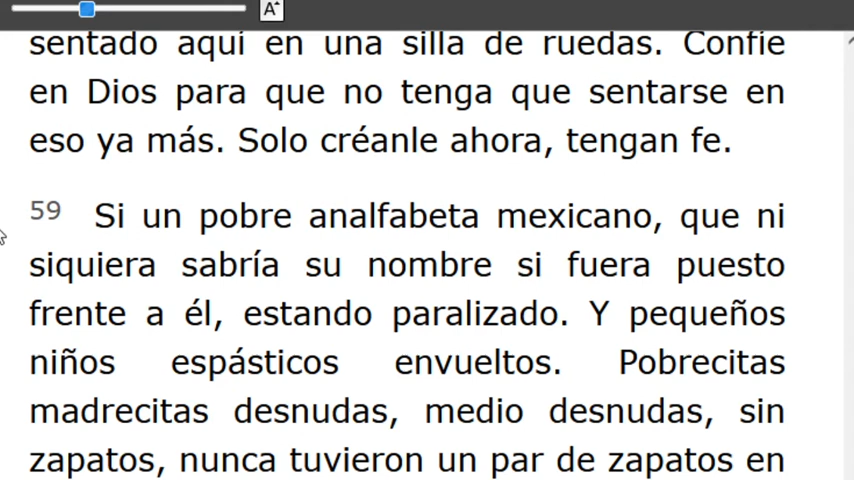 A
sentado aquí en una silla de ruedas. Confíe
en Dios para que no tenga que sentarse en
eso ya más. Solo créanle ahora, tengan fe.
59 Si un pobre analfabeta mexicano, que ni
siquiera sabría su nombre si fuera puesto
frente a él, estando paralizado. Y pequeños
niños espásticos envueltos. Pobrecitas
madrecitas desnudas, medio desnudas, sin
zapatos, nunca tuvieron un par de zapatos en